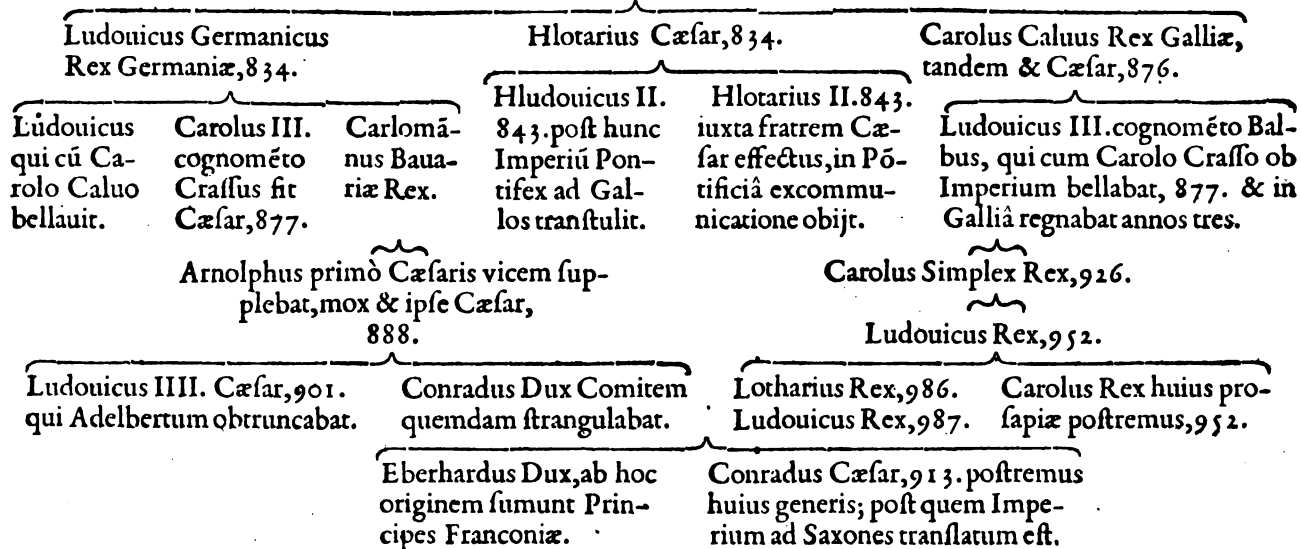 Ludouicus Germanicus
Rex Germaniæ,834.
Hlotarius Cæſar,834.
Carolus Caluus Rex Galliæ,
tandem & Cæſar,876.
Ludouicus
qui cũ Ca-
rolo Caluo
bellauit.
Carolus III.
cognomẽto
Craſſus fit
Cæſar,877.
Carlomã-
nus Baua-
riæ Rex.
Hludouicus II.
843.poſt hunc
Imperiũ Pon-
tifex ad Gal-
los tranſtulit.
Hlotarius II.843.
iuxta fratrem Cæ-
ſar effectus,in Põ-
tificiâ excommu-
nicatione obijt.
Ludouicus III.cognomẽto Bal-
bus, qui cum Carolo Craſſo ob
Imperium bellabat, 877. & in
Galliâ regnabat annos tres.
Arnolphus primò Cæſaris vicem ſup-
plebat,mox & ipſe Cæſar,
888.
Carolus Simplex Rex,926.
Ludouicus Rex,952.
Ludouicus IIII. Cæſar,901.
qui Adelbertum obtruncabat.
Conradus Dux Comitem
quemdam ſtrangulabat.
Lotharius Rex,986.
Ludouicus Rex,987.
Carolus Rex huius pro-
ſapiæ poſtremus,952.
Eberhardus Dux,ab hoc
originem ſumunt Prin-
cipes Franconiæ.
Conradus Cæſar,913.poſtremus
huius generis; poſt quem Impe-
rium ad Saxones tranſlatum eſt.